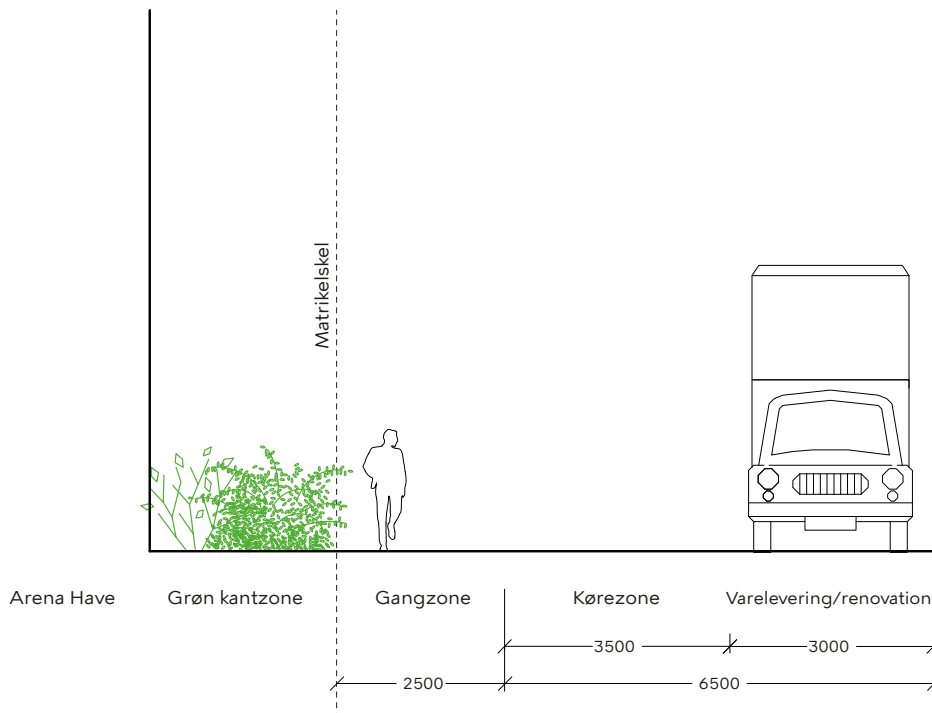 Matrikelskel
Arena Have
Grøn kantzone
Gangzone
Kørezone
Varelevering/renovation
3500
3000
2500
6500